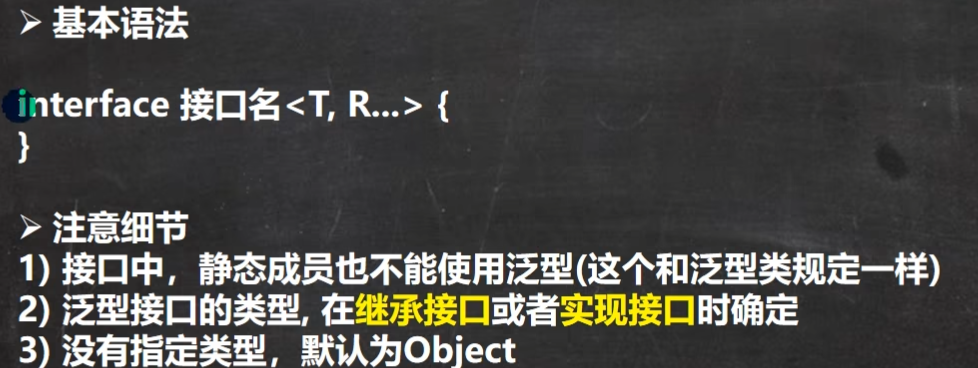 ➢ 基本语法
interface 接口名<T, R...> {
}
➢ 注意细节
1) 接口中，静态成员也不能使用泛型(这个和泛型类规定一样)
2) 泛型接口的类型, 在继承接口或者实现接口时确定
3) 没有指定类型，默认为Object